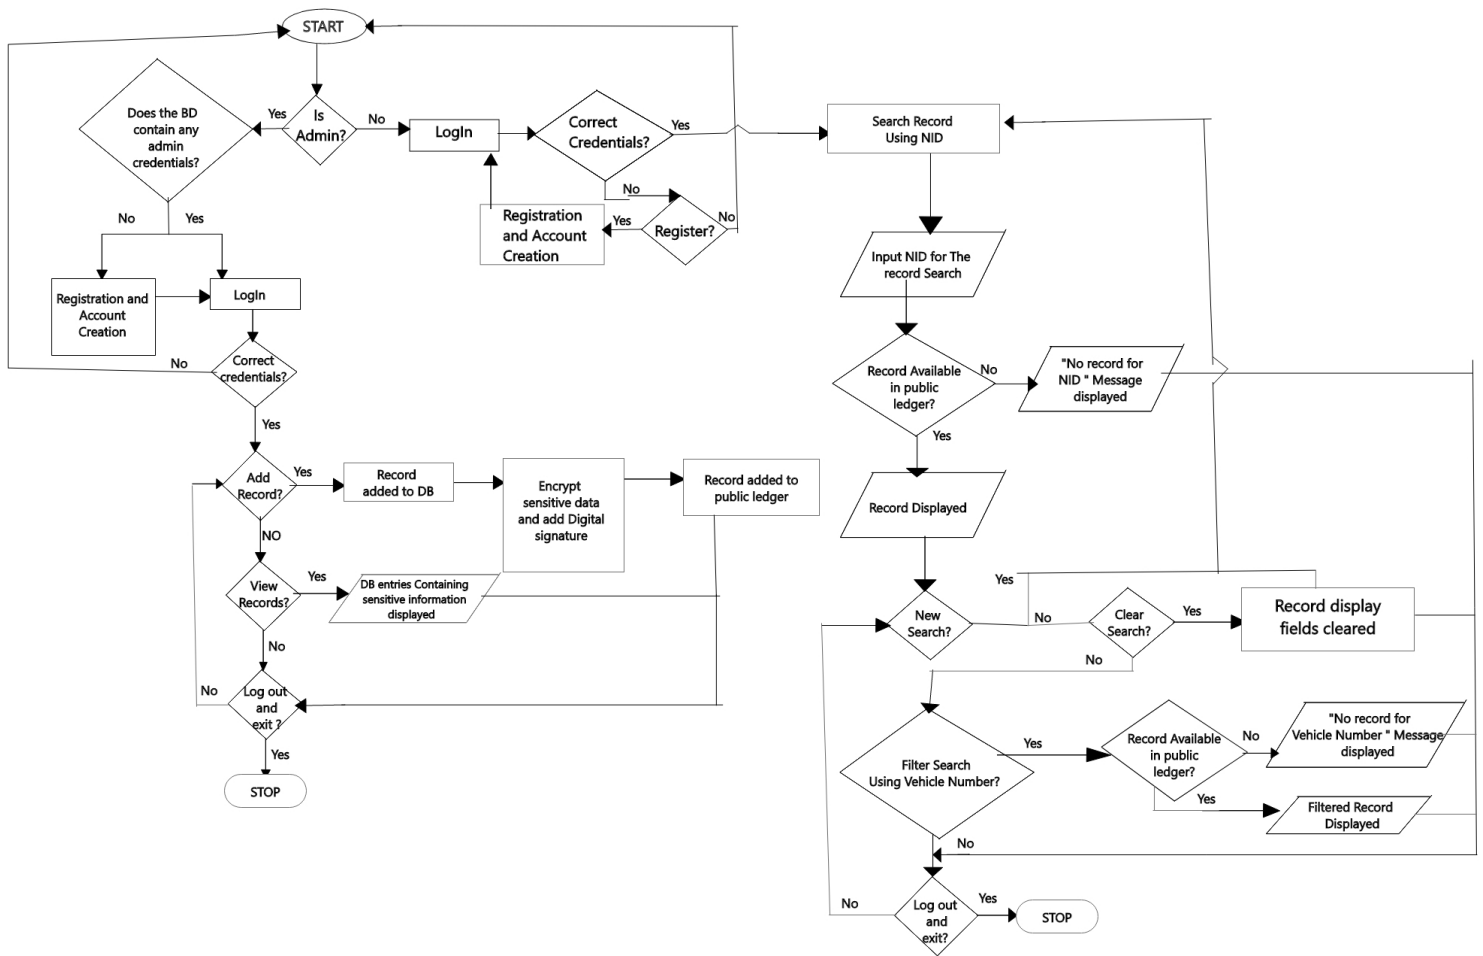 START
Is
Admin?
Yes
No
Does the BD
contain any
admin
credentials?
No
Yes
Registration and
Account
Creation
LogIn
Correct
credentials?
No
Yes
Add
Record?
Yes
Record
added to DB
Encrypt
sensitive data
and add Digital
signature
Record added to
public ledger
NO
View
Records?
Yes
DB entries Containing
sensitive information
displayed
No
Log out
and
exit ?
No
Yes
STOP
LogIn
Correct
Credentials?
Yes
No
Register?
Yes
No
Registration
and Account
Creation
Search Record
Using NID
Input NID for The
record Search
Record Available
in public
ledger?
No
"No record for
NID " Message
displayed
Yes
Record Displayed
New
Search?
Yes
No
Clear
Search?
Yes
Record display
fields cleared
No
Filter Search
Using Vehicle Number?
Yes
Record Available
in public
ledger?
No
"No record for
Vehicle Number " Message
displayed
Yes
Filtered Record
Displayed
No
Log out
and
exit?
No
Yes
STOP